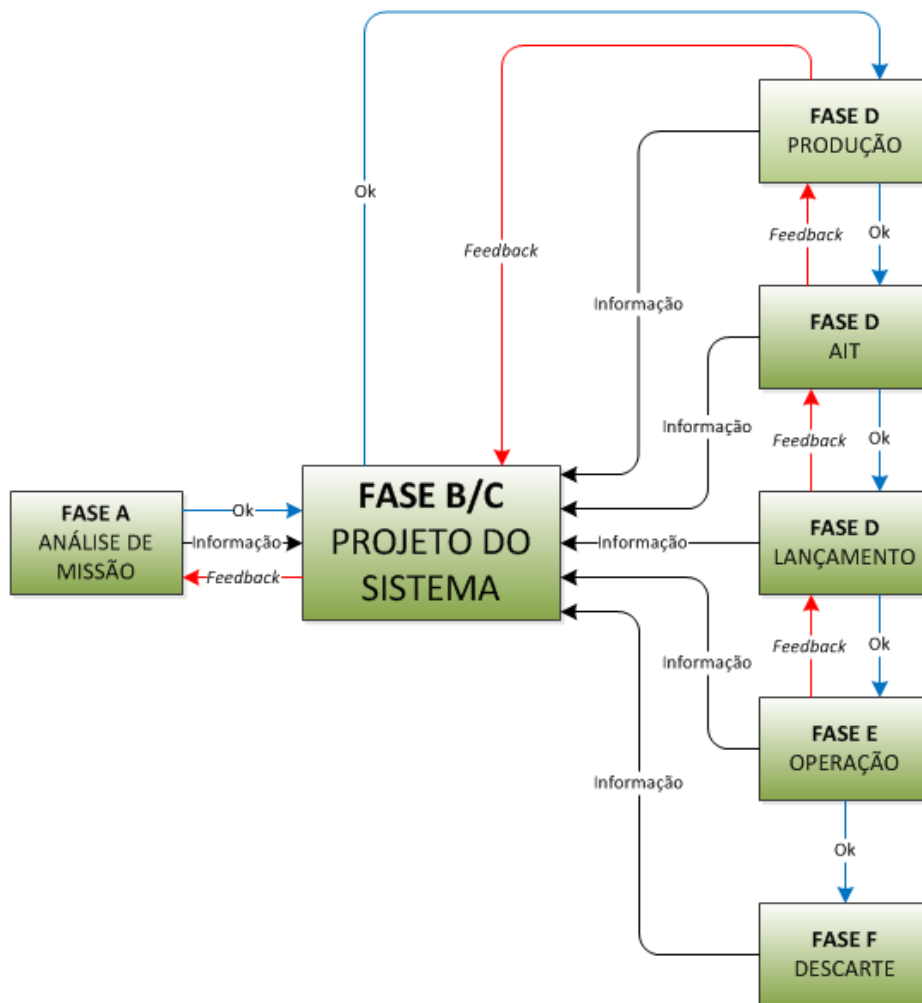 FASE D
PRODUÇÃO
Ok
Feedback
Feedback
Ok
Informação
FASE D
AIT
Informação
Feedback
Ok
FASE B/C
PROJETO DO
SISTEMA
FASE A
ANÁLISE DE
MISSÃO
Ok
Informação
Feedback
Informação
FASE D
LANÇAMENTO
Informação
Feedback
Ok
FASE E
OPERAÇÃO
Informação
Ok
FASE F
DESCARTE